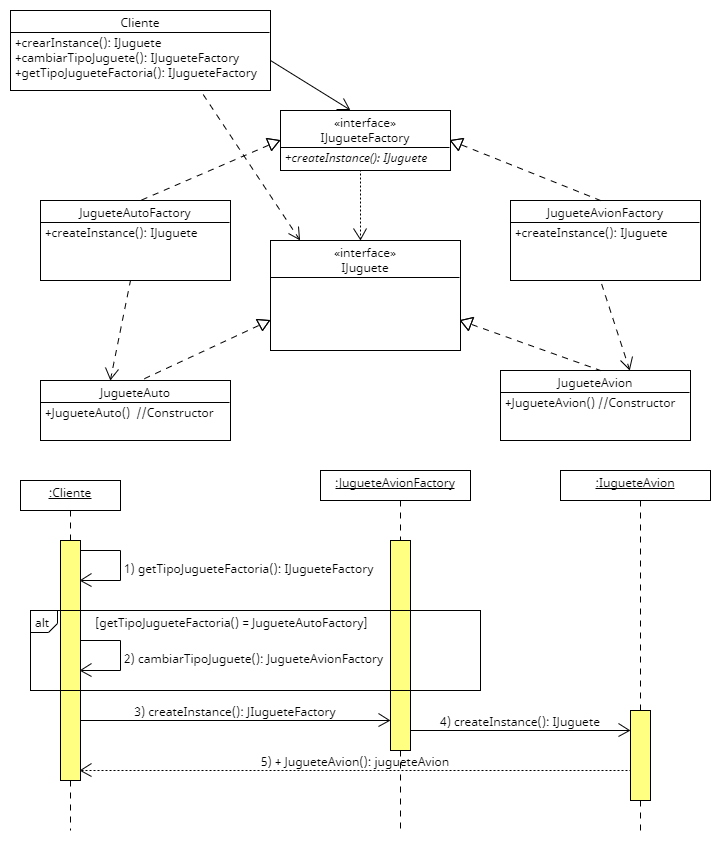 Cliente
+crearInstance(): IJuguete
+cambiarTipoJuguete(): IJugueteFactory
+getTipoJugueteFactoria(): IJugueteFactory
«interface»
IJugueteFactory
+createInstance(): IJuguete
JugueteAutoFactory
+createInstance(): IJuguete
JugueteAvionFactory
+createInstance(): IJuguete
«interface»
IJuguete
JugueteAuto
+JugueteAuto() //Constructor
JugueteAvion
+JugueteAvion() //Constructor
:Cliente
:JugueteAvionFactory
:IugueteAvion
1) getTipoJugueteFactoria(): IJugueteFactory
alt
[getTipoJugueteFactoria() = JugueteAutoFactory]
2) cambiarTipoJuguete(): JugueteAvionFactory
3) createInstance(): JIugueteFactory
4) createInstance(): IJuguete
5) + JugueteAvion(): jugueteAvion